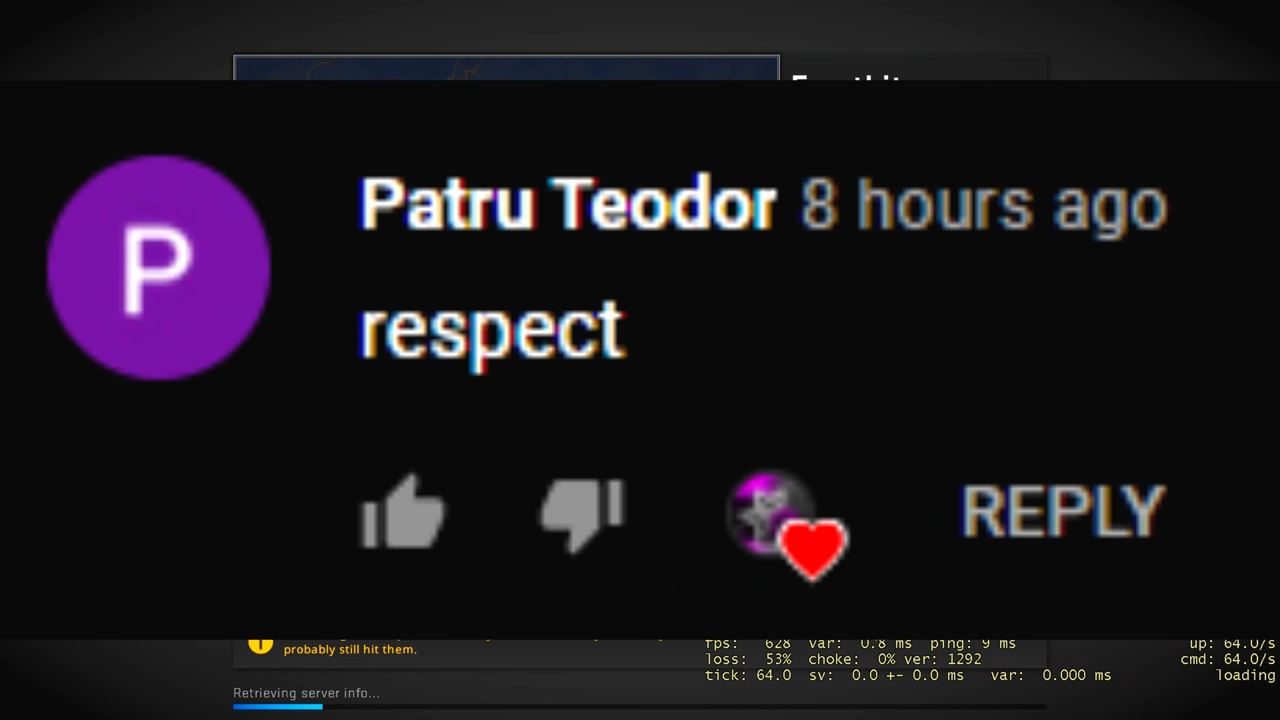 P
Patru Teodor 8 hours ago
respect
REPLY
probably still hit them.
fps: 628 var: 0.8 ms ping: 9 ms up: 64.0/s
loss: 53% choke: 0% ver: 1292 cmd: 64.0/s
tick: 64.0 sv: 0.0 +- 0.0 ms var: 0.000 ms loading
Retrieving server info...